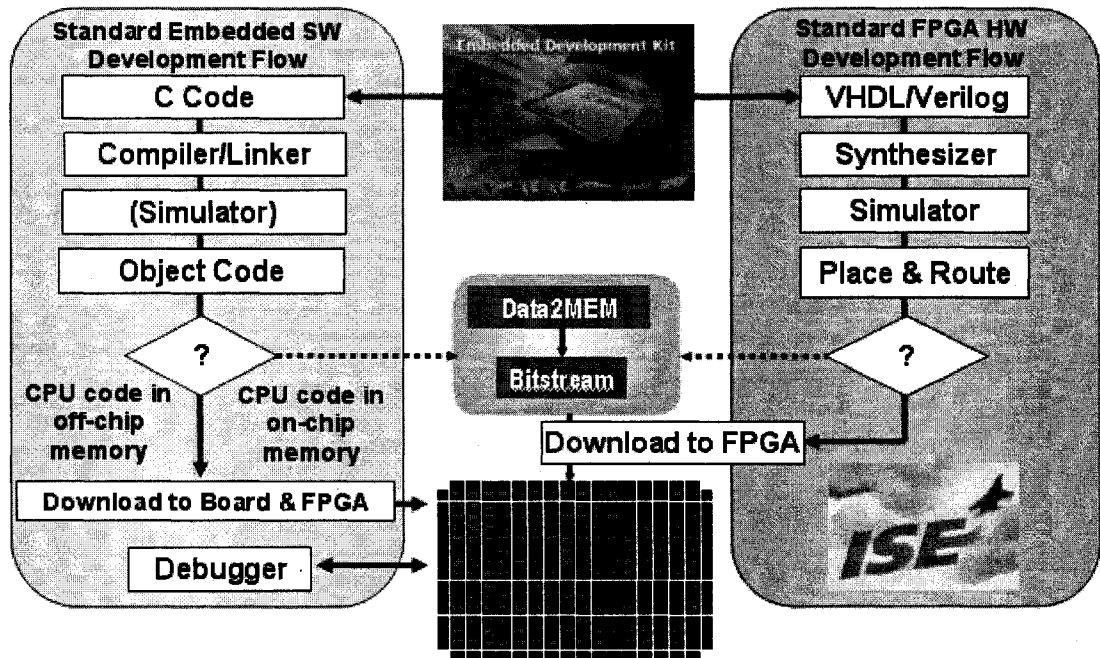 Standard Embedded SW
Development Flow
C Code
Compiler/Linker
(Simulator)
Object Code
?
CPU code in
off-chip
memory
CPU code in
on-chip
memory
Download to Board & FPGA
Debugger
Embedded Development Kit
Data2MEM
Bitstream
Download to FPGA
Standard FPGA HW
Development Flow
VHDL/Verilog
Synthesizer
Simulator
Place & Route
?
ISE